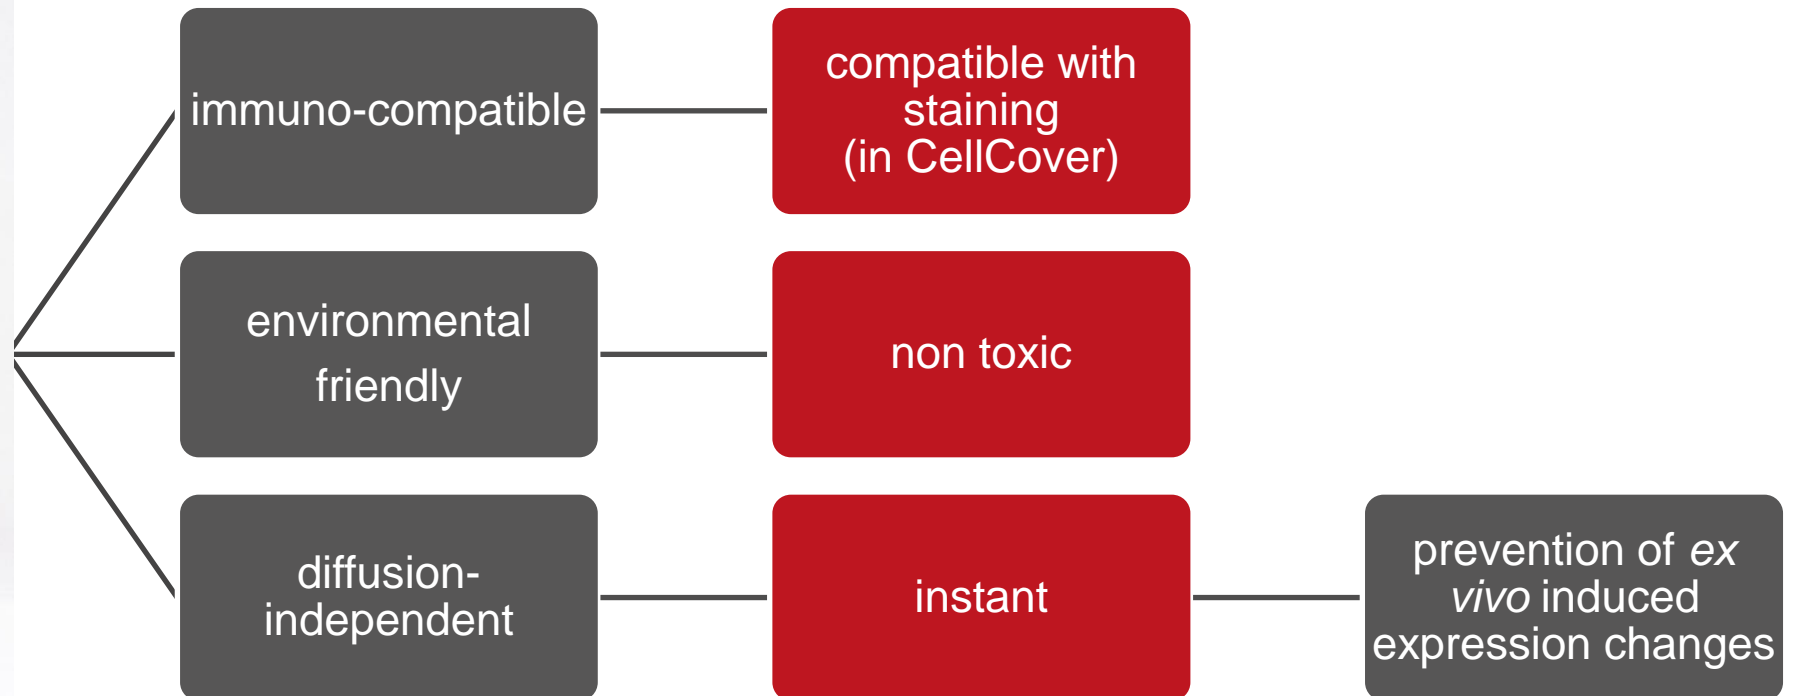 immuno-compatible
compatible with
staining
(in CellCover)
environmental
friendly
non toxic
diffusion-
independent
instant
prevention of ex
vivo induced
expression changes